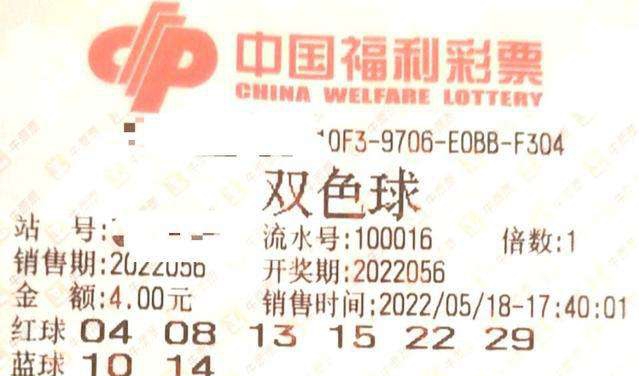 中国福利彩票
CHINA WELFARE LOTTERY
10F3-9706-E0BB-F304
双色球
站 号: 流水号:100016 倍数:1
销售期:2022056 开奖期:2022056
金 额:4.00元 销售时间:2022/05/18-17:40:01
红球 04 08 13 15 22 29
蓝球 10 14